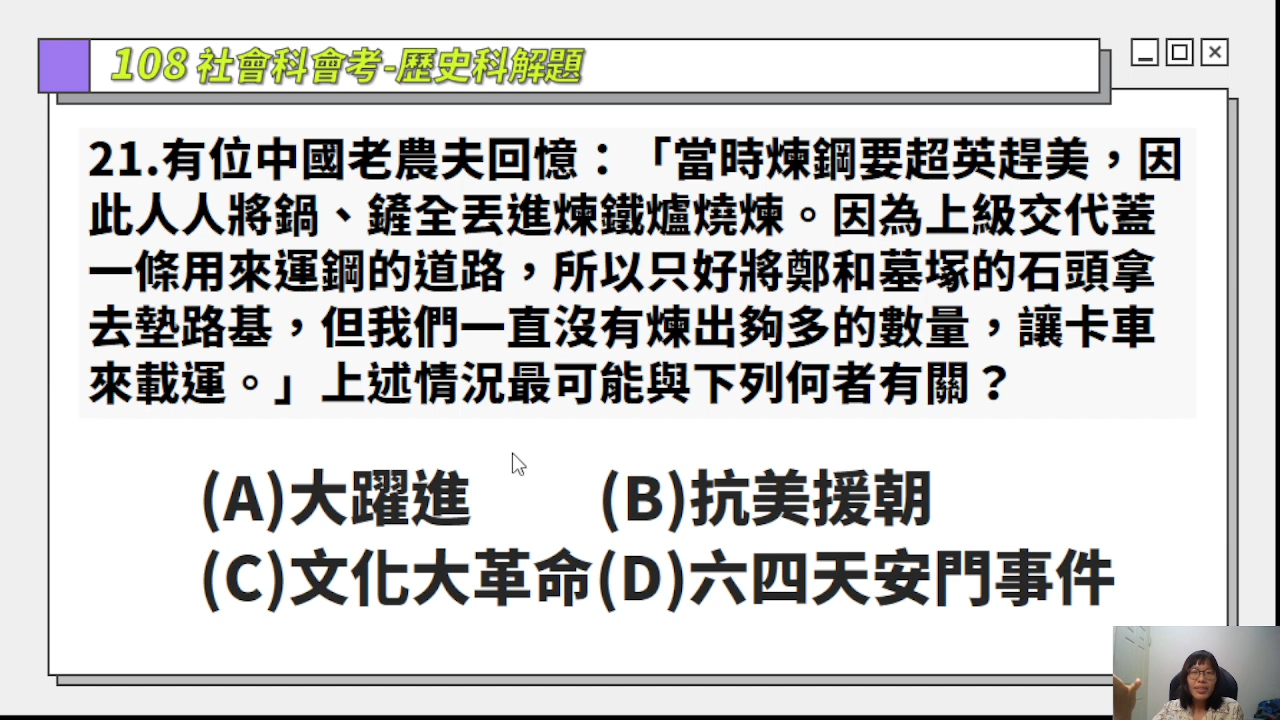 108 社會科會考-歷史科解題
21.有位中國老農夫回憶：「當時煉鋼要超英趕美，因
此人人將鍋、鏟全丟進煉鐵爐燒煉。因為上級交代蓋
一條用來運鋼的道路，所以只好將鄭和墓塚的石頭拿
去墊路基，但我們一直沒有煉出夠多的數量，讓卡車
來載運。」上述情況最可能與下列何者有關？
(A)大躍進 (B)抗美援朝
(C)文化大革命(D)六四天安門事件